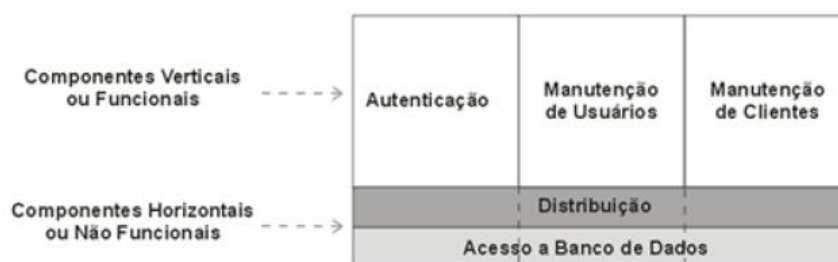 Componentes Verticais
ou Funcionais
Autenticação
Manutenção
de Usuários
Manutenção
de Clientes
Componentes Horizontais
ou Não Funcionais
Distribuição
Acesso a Banco de Dados